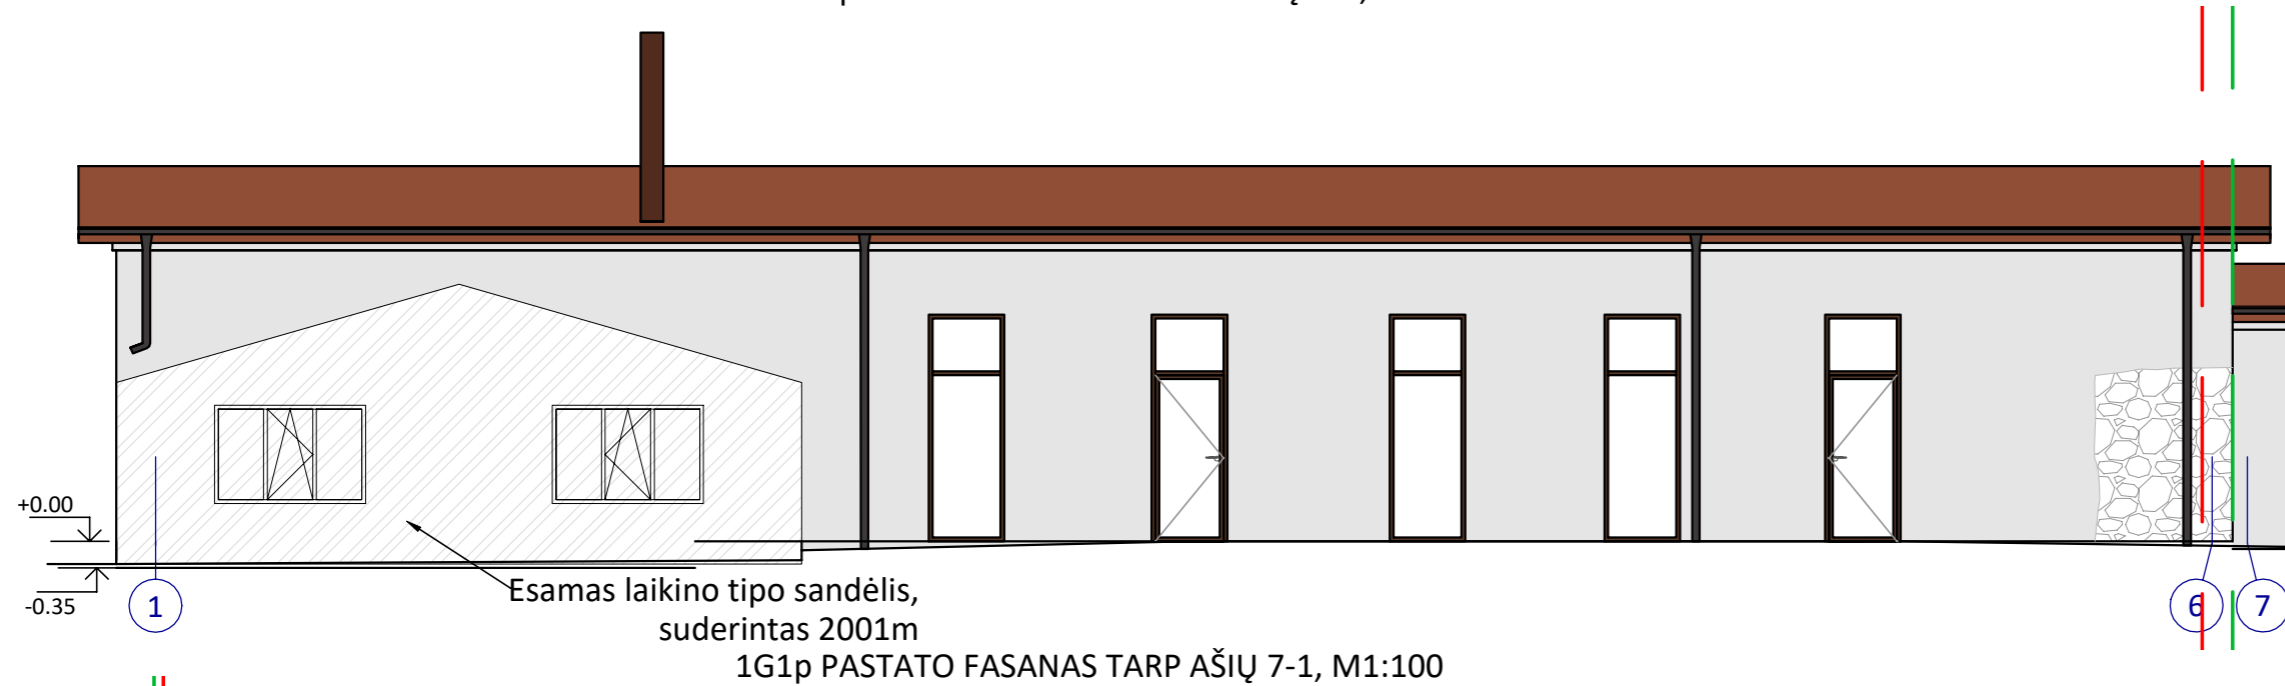 +0.00
-0.35
1
Esamas laikino tipo sandėlis,
suderintas 2001m
6
7
1G1p PASTATO FASANAS TARP AŠIŲ 7-1, M1:100